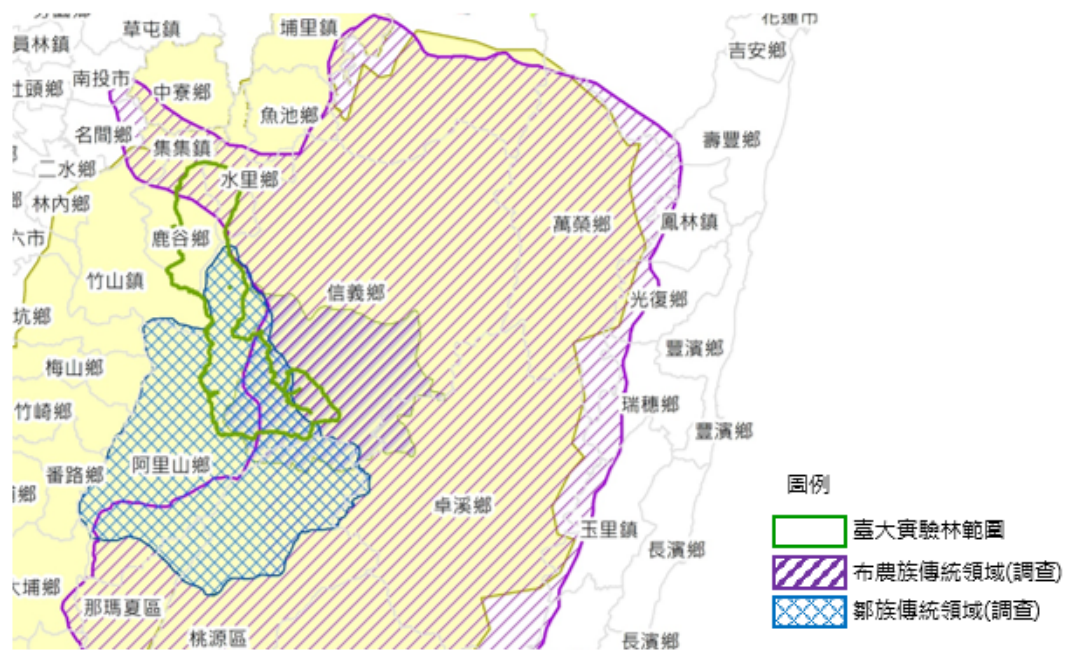 花蓮市
草屯鎮
埔里鎮
員林鎮
吉安鄉
南投市
社頭鄉
中寮鄉
魚池鄉
名間鄉
集集鎮
壽豐鄉
二水鄉
水里鄉
林內鄉
萬榮鄉
鳳林鎮
六市
鹿谷鄉
竹山鎮
信義鄉
光復鄉
坑鄉
豐濱鄉
梅山鄉
瑞穗鄉
竹崎鄉
豐濱鄉
番路鄉
阿里山鄉
圖例
鄉
卓溪鄉
玉里鎮
臺大實驗林範圍
長濱鄉
布農族傳統領域(調查)
大埔鄉
那瑪夏區
鄒族傳統領域(調查)
桃源區
長濱鄉